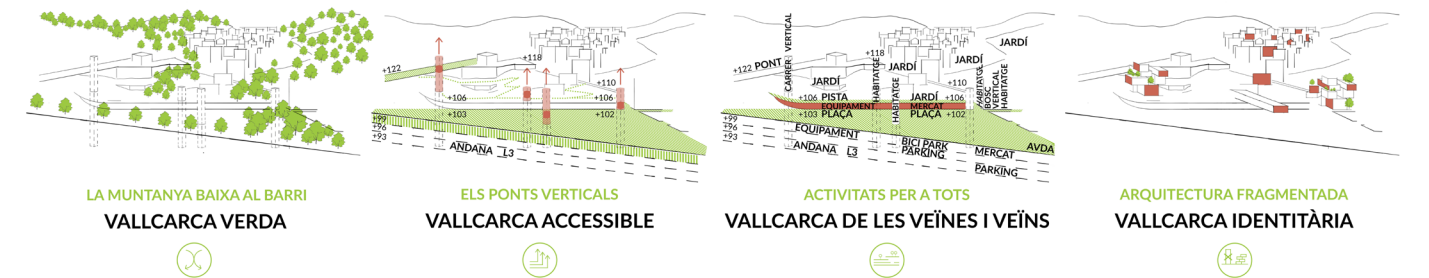 +122
+118
+110
+106
+106
+103
+102
+99
+96
+93
ANDANA L3
CARRER VERTICAL
+118
JARDÍ
+122 PONT
JARDÍ
JARDÍ
JARDÍ
HABITATGE
HABITATGE
+110
HABITATGE
BOSC VERTICAL
HABITATGE
+106 PISTA
JARDÍ
+106
EQUIPAMENT
MERCAT
+103 PLAÇA
PLAÇA
+102
+99
+96
+93
EQUIPAMENT
BICI PARK
AVDA
ANDANA L3
PARKING
MERCAT
PARKING
LA MUNTANYA BAIXA AL BARRI
VALLCARCA VERDA
ELS PONTS VERTICALS
VALLCARCA ACCESSIBLE
ACTIVITATS PER A TOTS
VALLCARCA DE LES VEÏNES I VEÏNS
ARQUITECTURA FRAGMENTADA
VALLCARCA IDENTITÀRIA